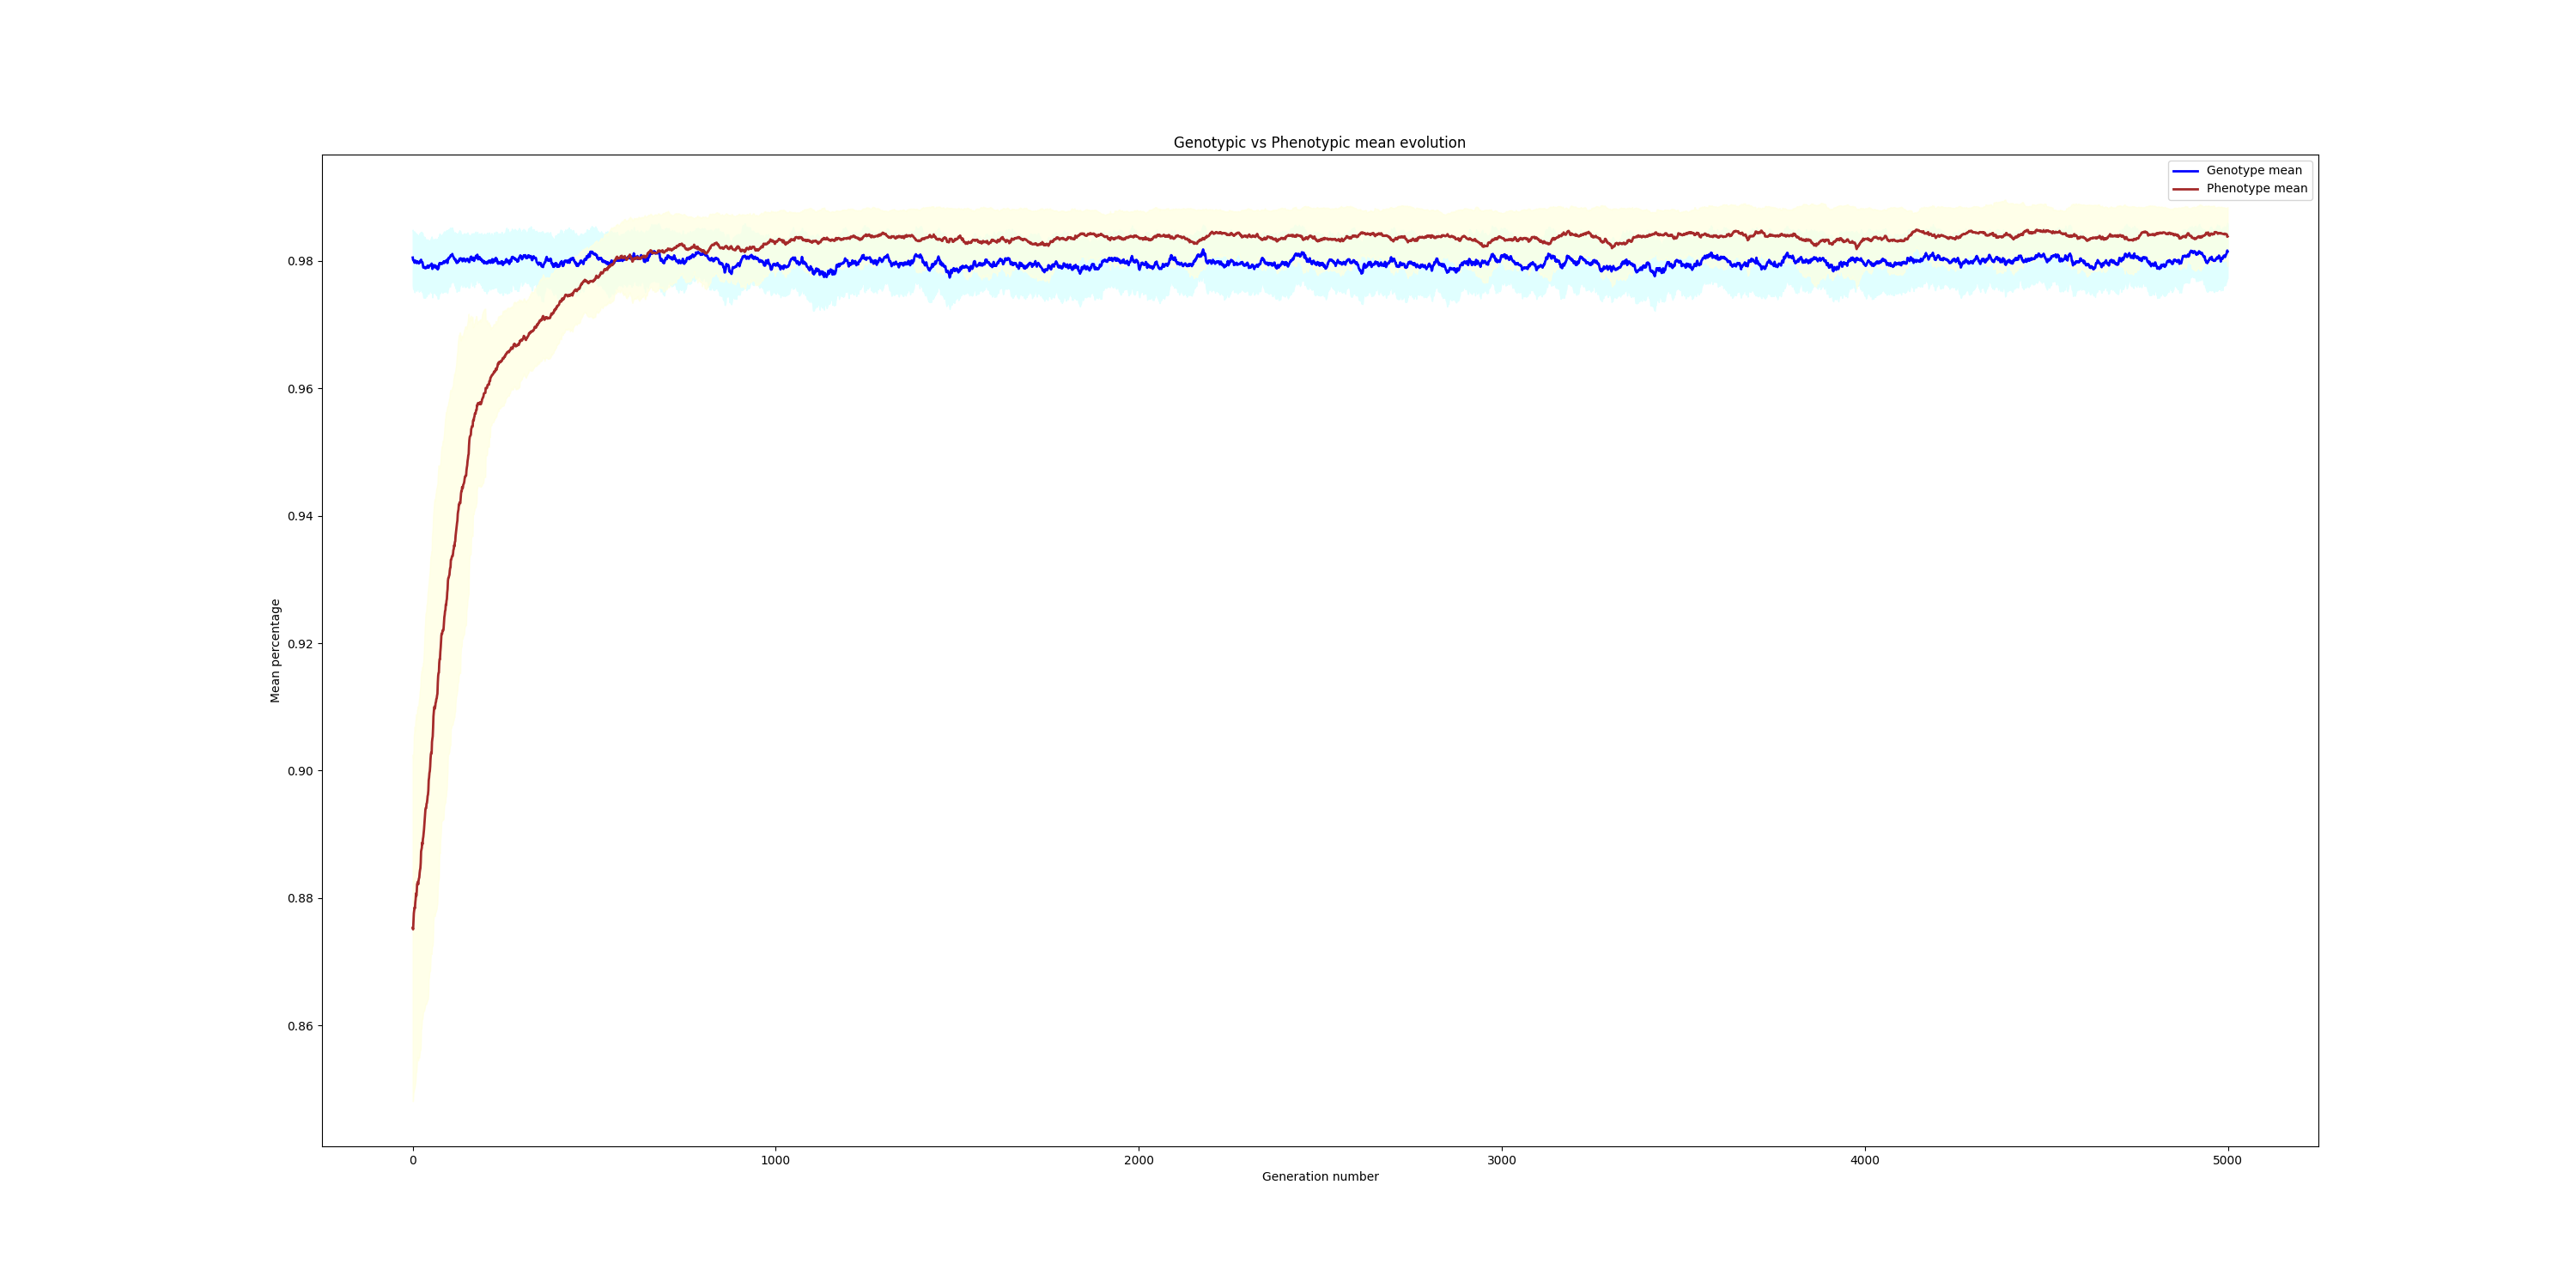 Genotypic vs Phenotypic mean evolution
Genotype mean
Phenotype mean
0.98
0.96
0.94
0.92
0.90
0.88
0.86
Mean percentage
0
1000
2000
3000
4000
5000
Generation number